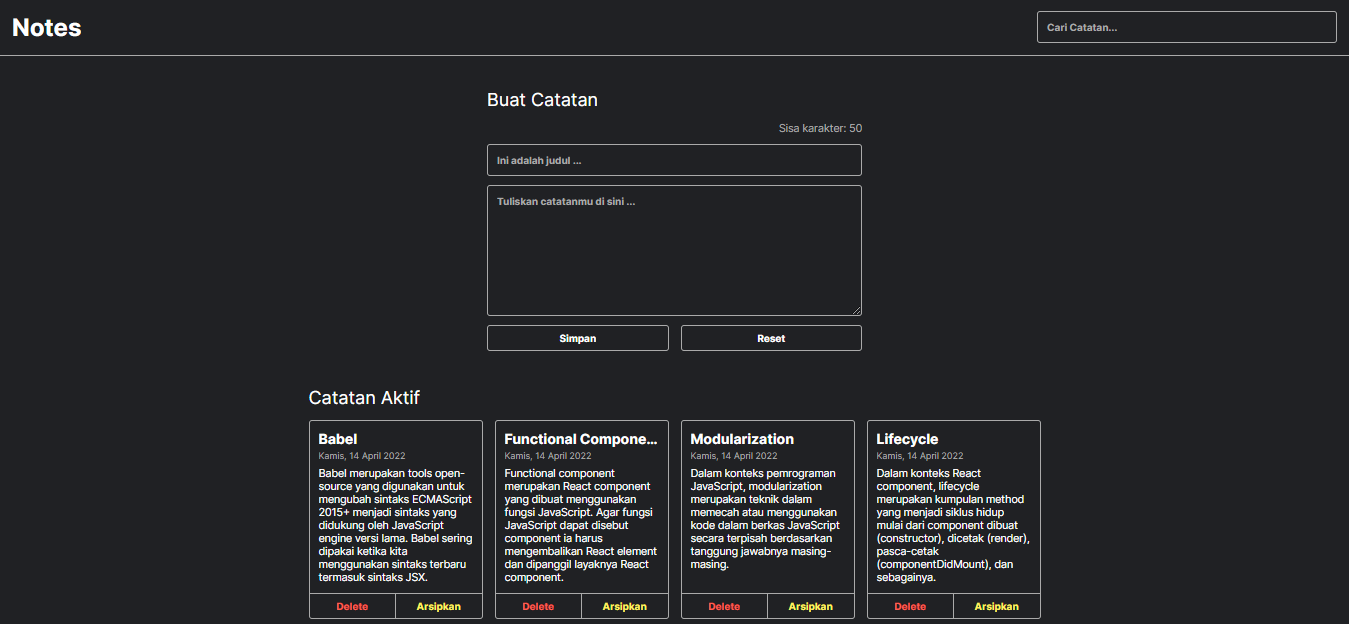 Notes
Cari Catatan...
Buat Catatan
Sisa karakter: 50
Ini adalah judul ...
Tuliskan catatanmu di sini ...
Simpan
Reset
Catatan Aktif
Babel
Kamis, 14 April 2022
Babel merupakan tools open-
source yang digunakan untuk
mengubah sintaks ECMAScript
2015+ menjadi sintaks yang
didukung oleh JavaScript
engine versi lama. Babel sering
dipakai ketika kita
menggunakan sintaks terbaru
termasuk sintaks JSX.
Delete
Arsipkan
Functional Compone...
Kamis, 14 April 2022
Functional component
merupakan React component
yang dibuat menggunakan
fungsi JavaScript. Agar fungsi
JavaScript dapat disebut
component ia harus
mengembalikan React element
dan dipanggil layaknya React
component.
Delete
Arsipkan
Modularization
Kamis, 14 April 2022
Dalam konteks pemrograman
JavaScript, modularization
merupakan teknik dalam
memecah atau menggunakan
kode dalam berkas JavaScript
secara terpisah berdasarkan
tanggung jawabnya masing-
masing.
Delete
Arsipkan
Lifecycle
Kamis, 14 April 2022
Dalam konteks React
component, lifecycle
merupakan kumpulan method
yang menjadi siklus hidup
mulai dari component dibuat
(constructor), dicetak (render),
pasca-cetak
(componentDidMount), dan
sebagainya.
Delete
Arsipkan